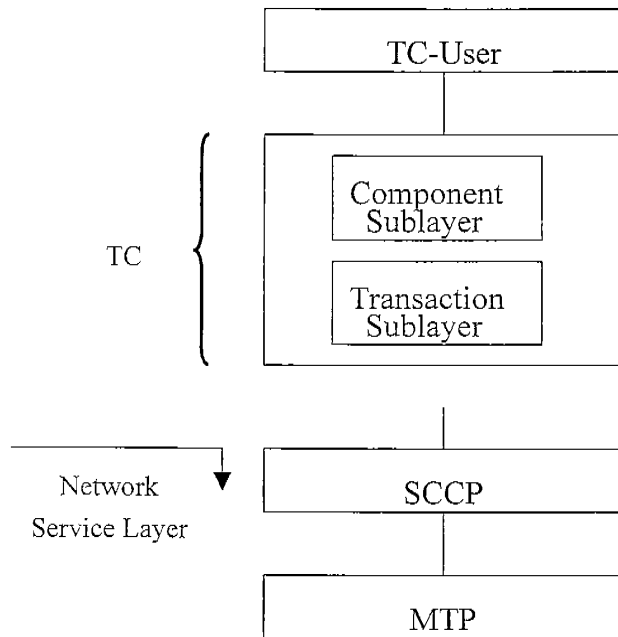 TC-User
Component
Sublayer
TC
Transaction
Sublayer
Network
Service Layer
SCCP
MTP